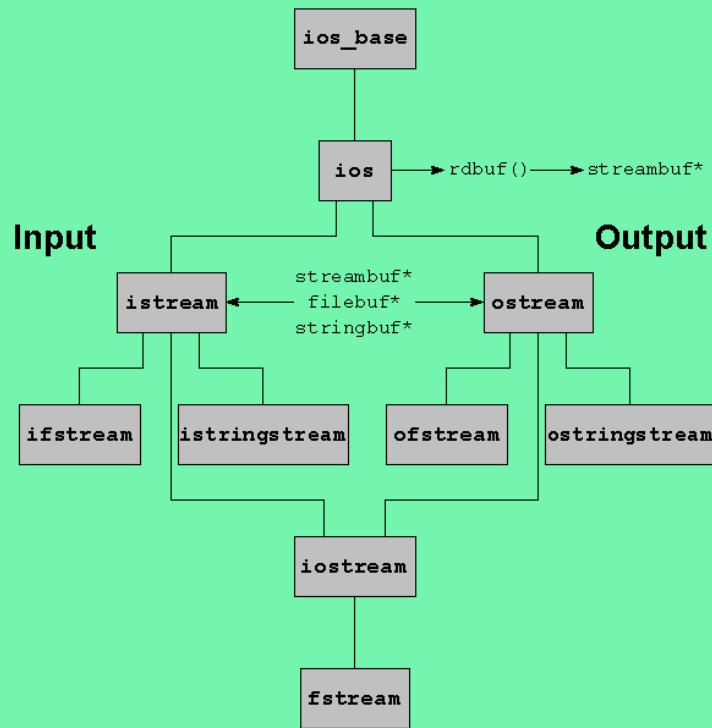 ios_base
ios
rdbuf()
streambuf*
Input
Output
streambuf*
istream
filebuf*
ostream
stringbuf*
ifstream
istringstream
ofstream
ostringstream
iostream
fstream